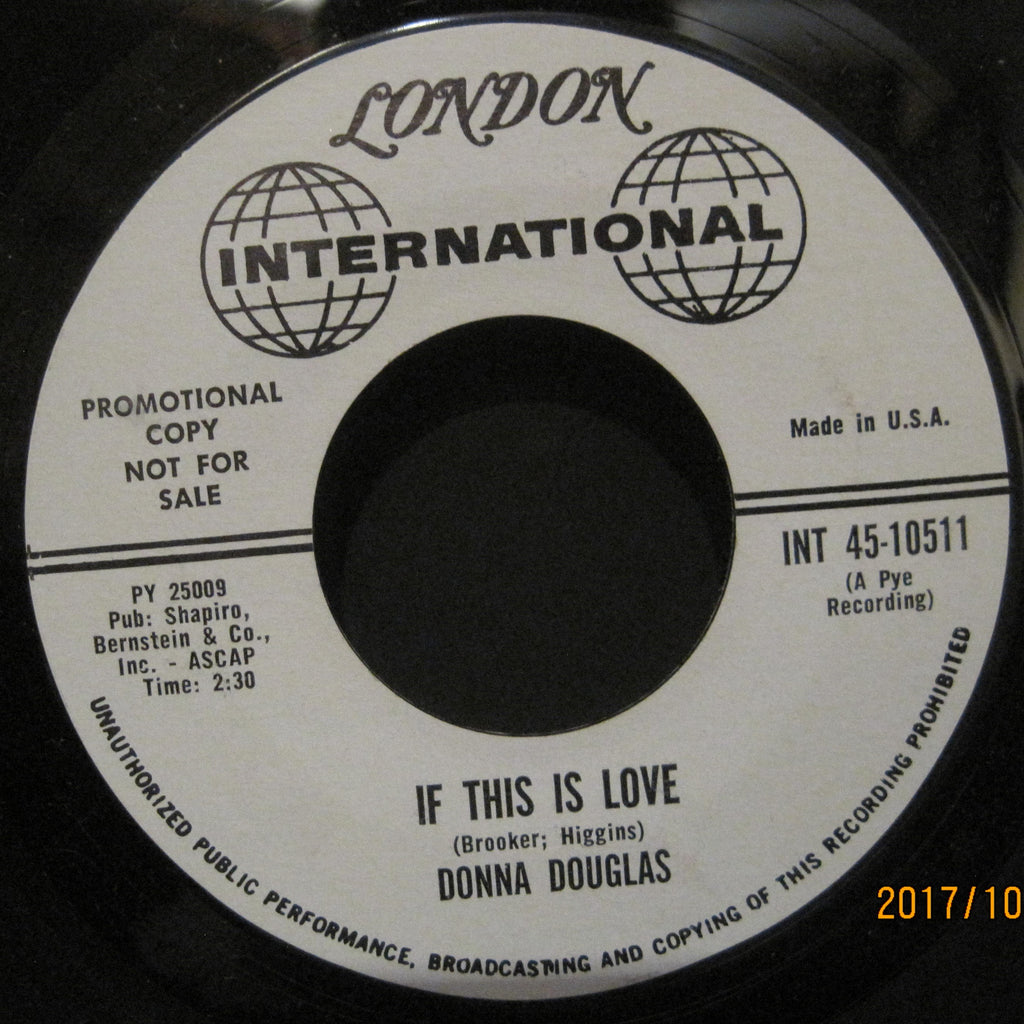 LONDON
INTERNATIONAL
PROMOTIONAL
COPY
NOT FOR
SALE
Made in U.S.A.
INT 45-10511
(A Pye
Recording)
PY 25009
Pub: Shapiro,
Bernstein & Co.,
Inc. - ASCAP
Time: 2:30
IF THIS IS LOVE
(Brooker; Higgins)
DONNA DOUGLAS
UNAUTHORIZED PUBLIC PERFORMANCE, BROADCASTING AND COPYING OF THIS RECORDING PROHIBITED
2017/10